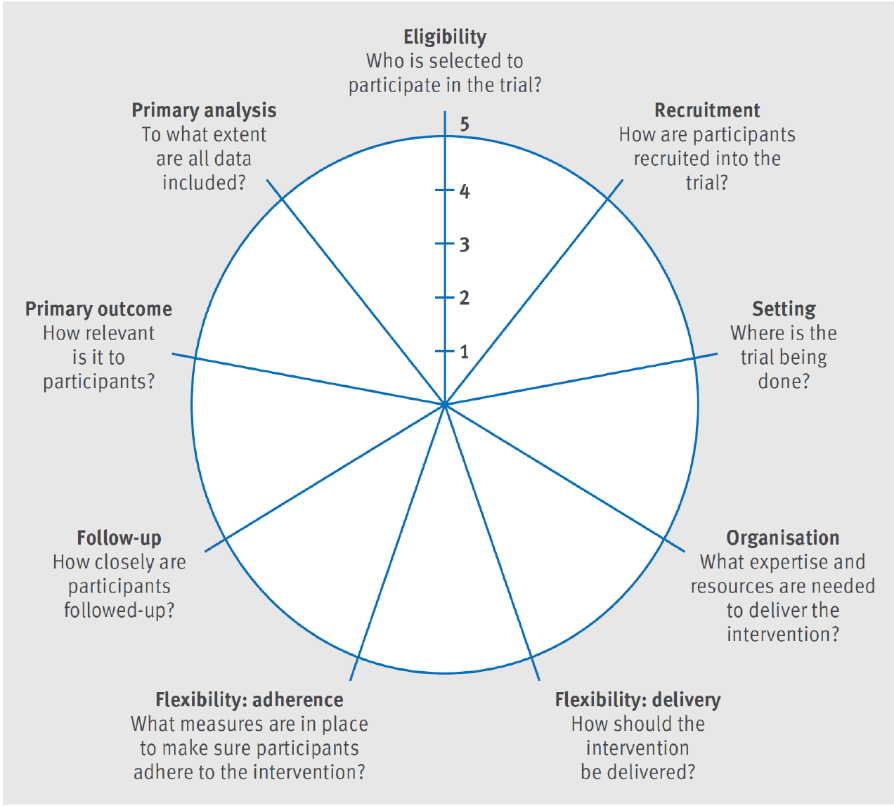 Eligibility
Who is selected to
participate in the trial?
Recruitment
How are participants
recruited into the
trial?
Setting
Where is the
trial being
done?
Organisation
What expertise and
resources are needed
to deliver the
intervention?
Flexibility: delivery
How should the
intervention
be delivered?
Flexibility: adherence
What measures are in place
to make sure participants
adhere to the intervention?
Follow-up
How closely are
participants
followed-up?
Primary outcome
How relevant
is it to
participants?
Primary analysis
To what extent
are all data
included?
5
4
3
2
1